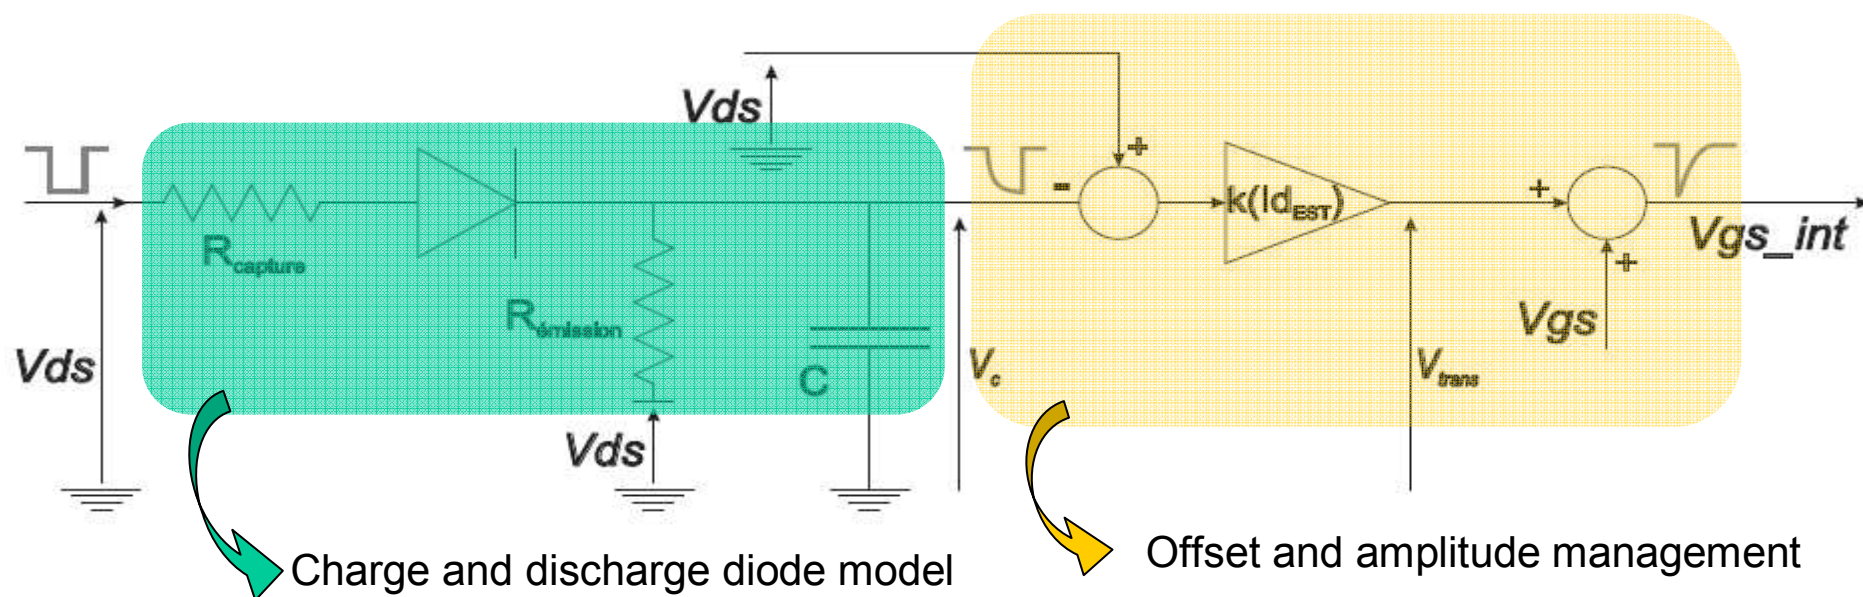 Vds
+
-
+
k(Id_EST)
R_capture
Vgs_int
+
R_émission
Vgs
Vds
C
V_c
V_trans
Vds
Charge and discharge diode model
Offset and amplitude management